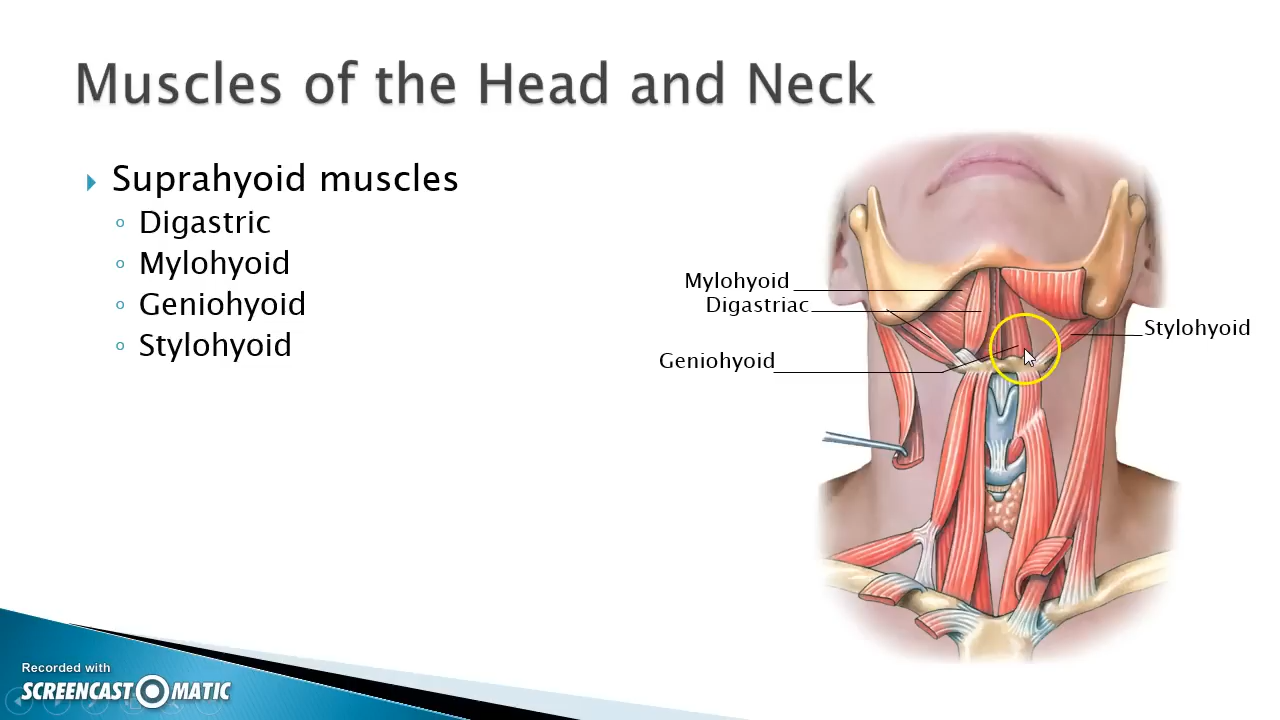 Muscles of the Head and Neck
Suprahyoid muscles
Digastric
Mylohyoid
Geniohyoid
Stylohyoid
Mylohyoid
Digastriac
Geniohyoid
Stylohyoid
Recorded with
SCREENCAST MATIC